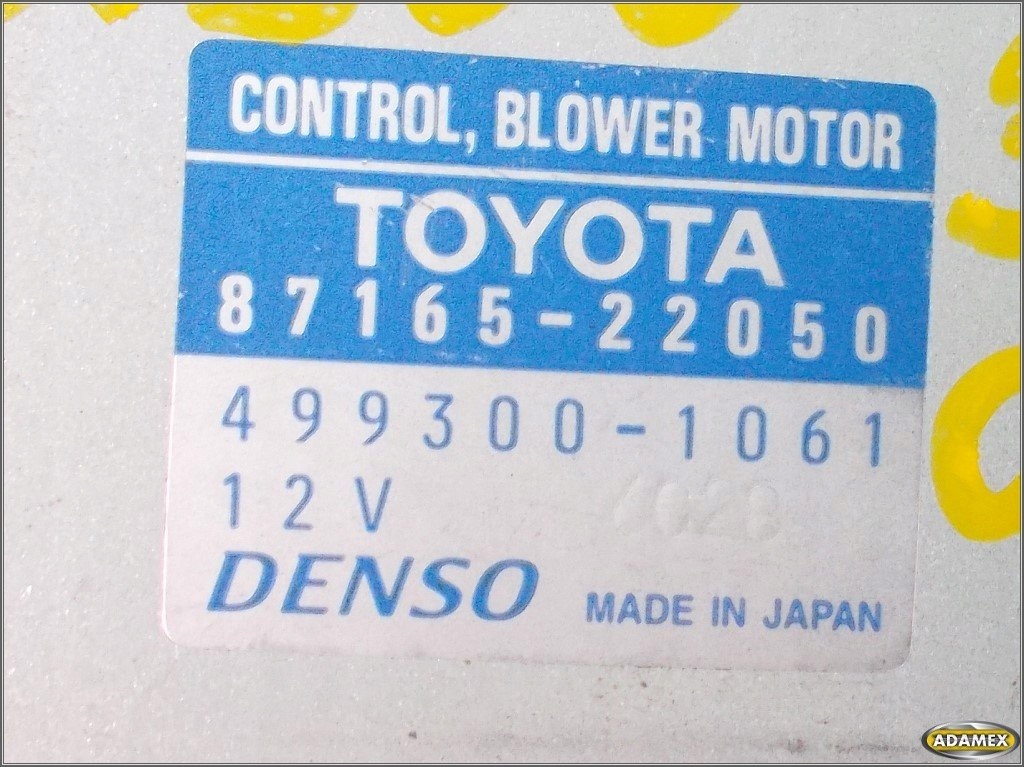 CONTROL, BLOWER MOTOR
TOYOTA
87165-22050
499300-1061
12V
DENSO MADE IN JAPAN
ADAMEX